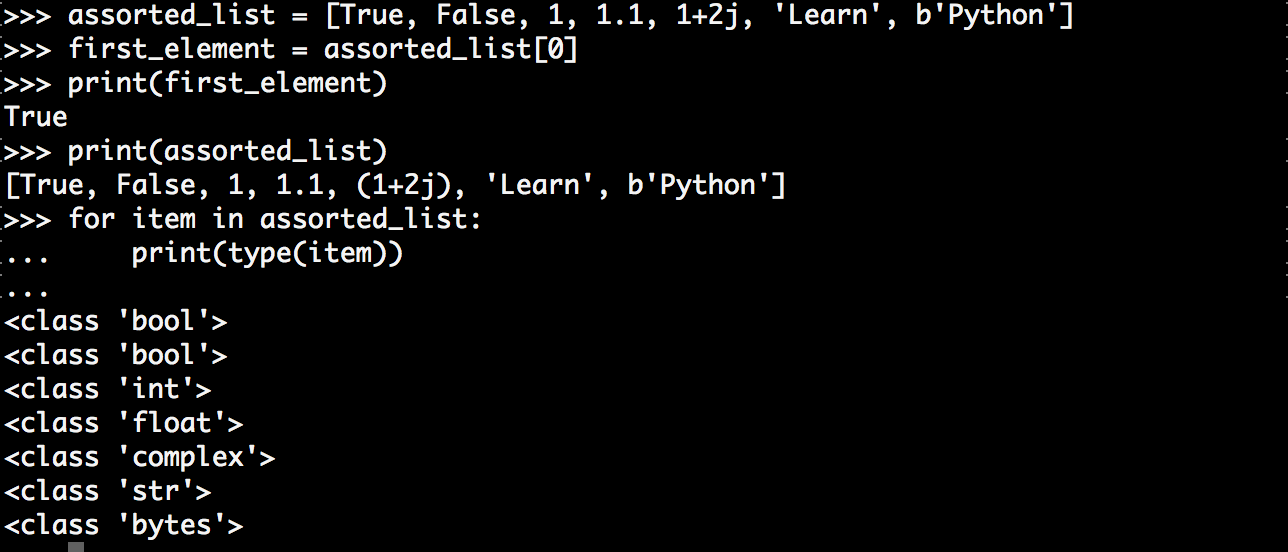 >>> assorted_list = [True, False, 1, 1.1, 1+2j, 'Learn', b'Python']
>>> first_element = assorted_list[0]
>>> print(first_element)
True
>>> print(assorted_list)
[True, False, 1, 1.1, (1+2j), 'Learn', b'Python']
>>> for item in assorted_list:
...     print(type(item))
...
<class 'bool'>
<class 'bool'>
<class 'int'>
<class 'float'>
<class 'complex'>
<class 'str'>
<class 'bytes'>